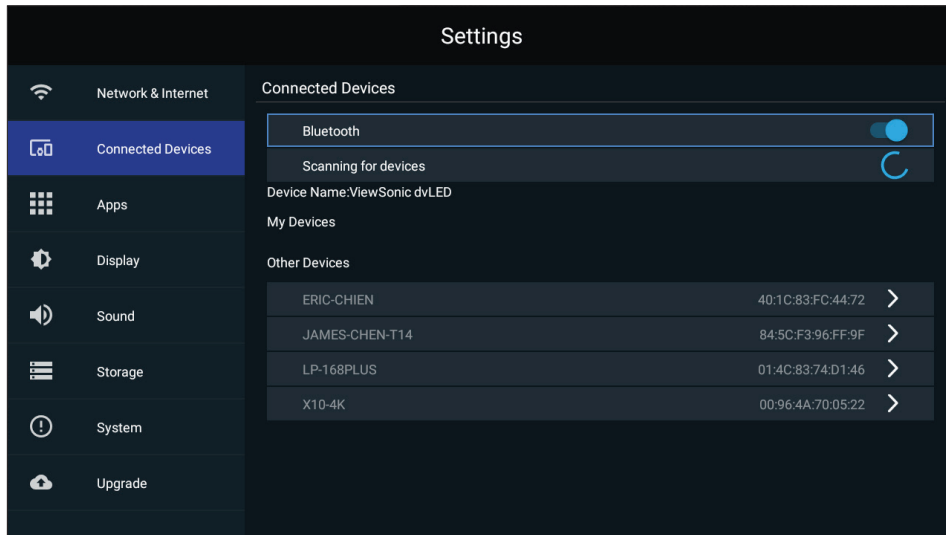 Settings
Network & Internet
Connected Devices
Apps
Display
Sound
Storage
System
Upgrade
Connected Devices
Bluetooth
Scanning for devices
Device Name:ViewSonic dvLED
My Devices
Other Devices
ERIC-CHIEN 40:1C:83:FC:44:72
JAMES-CHEN-T14 84:5C:F3:96:FF:9F
LP-168PLUS 01:4C:83:74:D1:46
X10-4K 00:96:4A:70:05:22